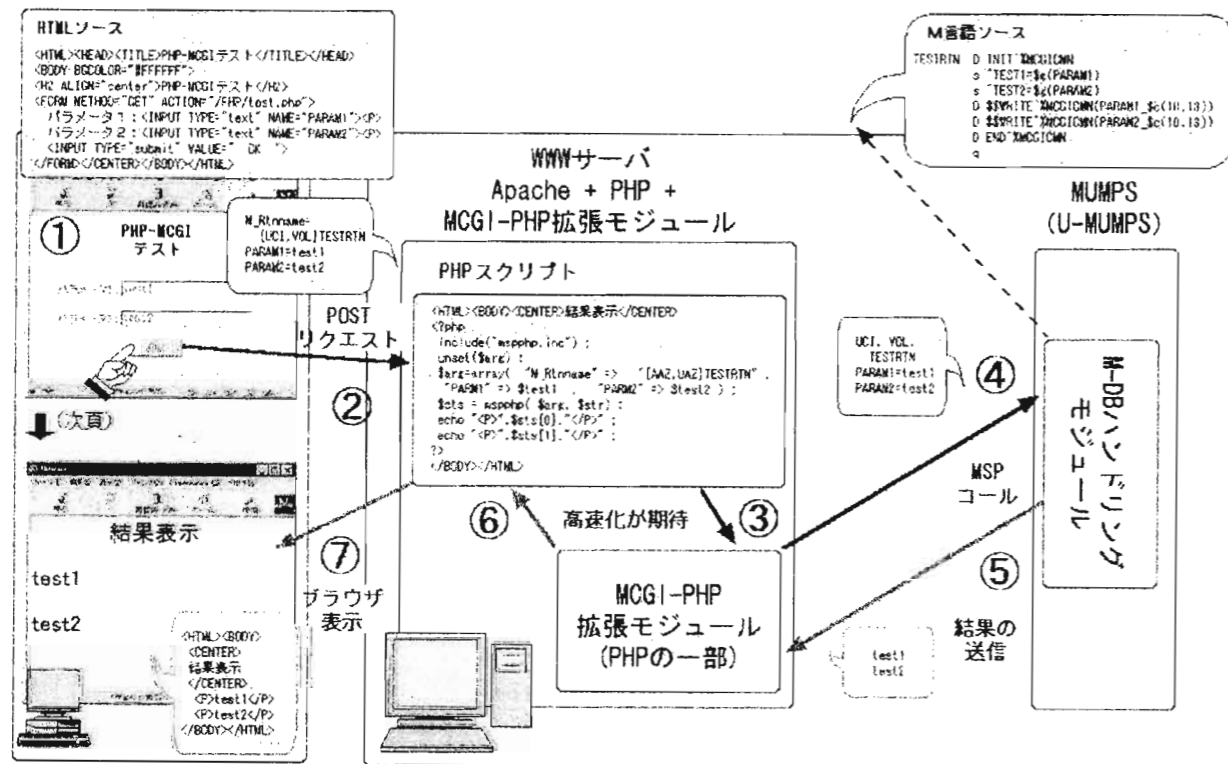 HTMLソース
<HTML><HEAD><TITLE>PHP-MCGIテスト</TITLE></HEAD>
<BODY BGCOLOR="#FFFFFF">
<H2 ALIGN="center">PHP-MCGIテスト</H2>
<FORM METHOD="GET" ACTION="/PHP/test.php">
パラメータ1:<INPUT TYPE="text" NAME="PARAM1"><P>
パラメータ2:<INPUT TYPE="text" NAME="PARAM2"><P>
<INPUT TYPE="submit" VALUE=" OK ">
</FORM></CENTER></BODY></HTML>
①
PHP-MCGI
テスト
(次頁)
結果表示
test1
test2
<HTML><BODY>
<CENTER>
結果表示
</CENTER>
<P>test1</P>
<P>test2</P>
</BODY></HTML>
M_Rtnname=
[UCI,VOL]TESTRTN
PARAM1=test1
PARAM2=test2
POST
リクエスト
②
WWWサーバ
Apache + PHP +
MCGI-PHP拡張モジュール
PHPスクリプト
<HTML><BODY><CENTER>結果表示</CENTER>
<?php
include("mspphp.inc") ;
unset($arg) ;
$arg=array( "M_Rtnname" => "[AAZ,UAZ]TESTRTN" ,
"PARM1" => $test1 , "PARM2" => $test2 ) ;
$sts = mspphp( $arg, $str) ;
echo "<P>".$sts[0]."</P>" ;
echo "<P>".$sts[1]."</P>" ;
?>
</BODY></HTML>
⑥
高速化が期待
③
⑦
ブラウザ
表示
MCGI-PHP
拡張モジュール
(PHPの一部)
M言語ソース
TESTRTN D INIT^%MCGICMN
s ^TEST1=$g(PARAM1)
s ^TEST2=$g(PARAM2)
D $$WRITE^%MCGICMN(PARAM1_$c(10,13))
D $$WRITE^%MCGICMN(PARAM2_$c(10,13))
D END^%MCGICMN
q
MUMPS
(U-MUMPS)
UCI, VOL,
TESTRTN
PARAM1=test1
PARAM2=test2
④
M-DBハンドリング
モジュール
MSP
コール
⑤
結果の
送信
test1
test2